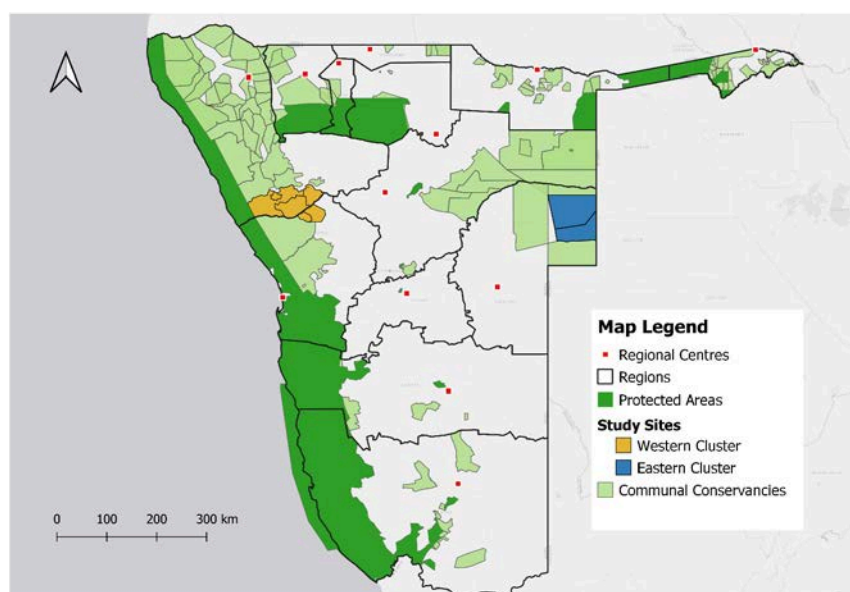 Map Legend
Regional Centres
Regions
Protected Areas
Study Sites
Western Cluster
Eastern Cluster
Communal Conservancies
0 100 200 300 km